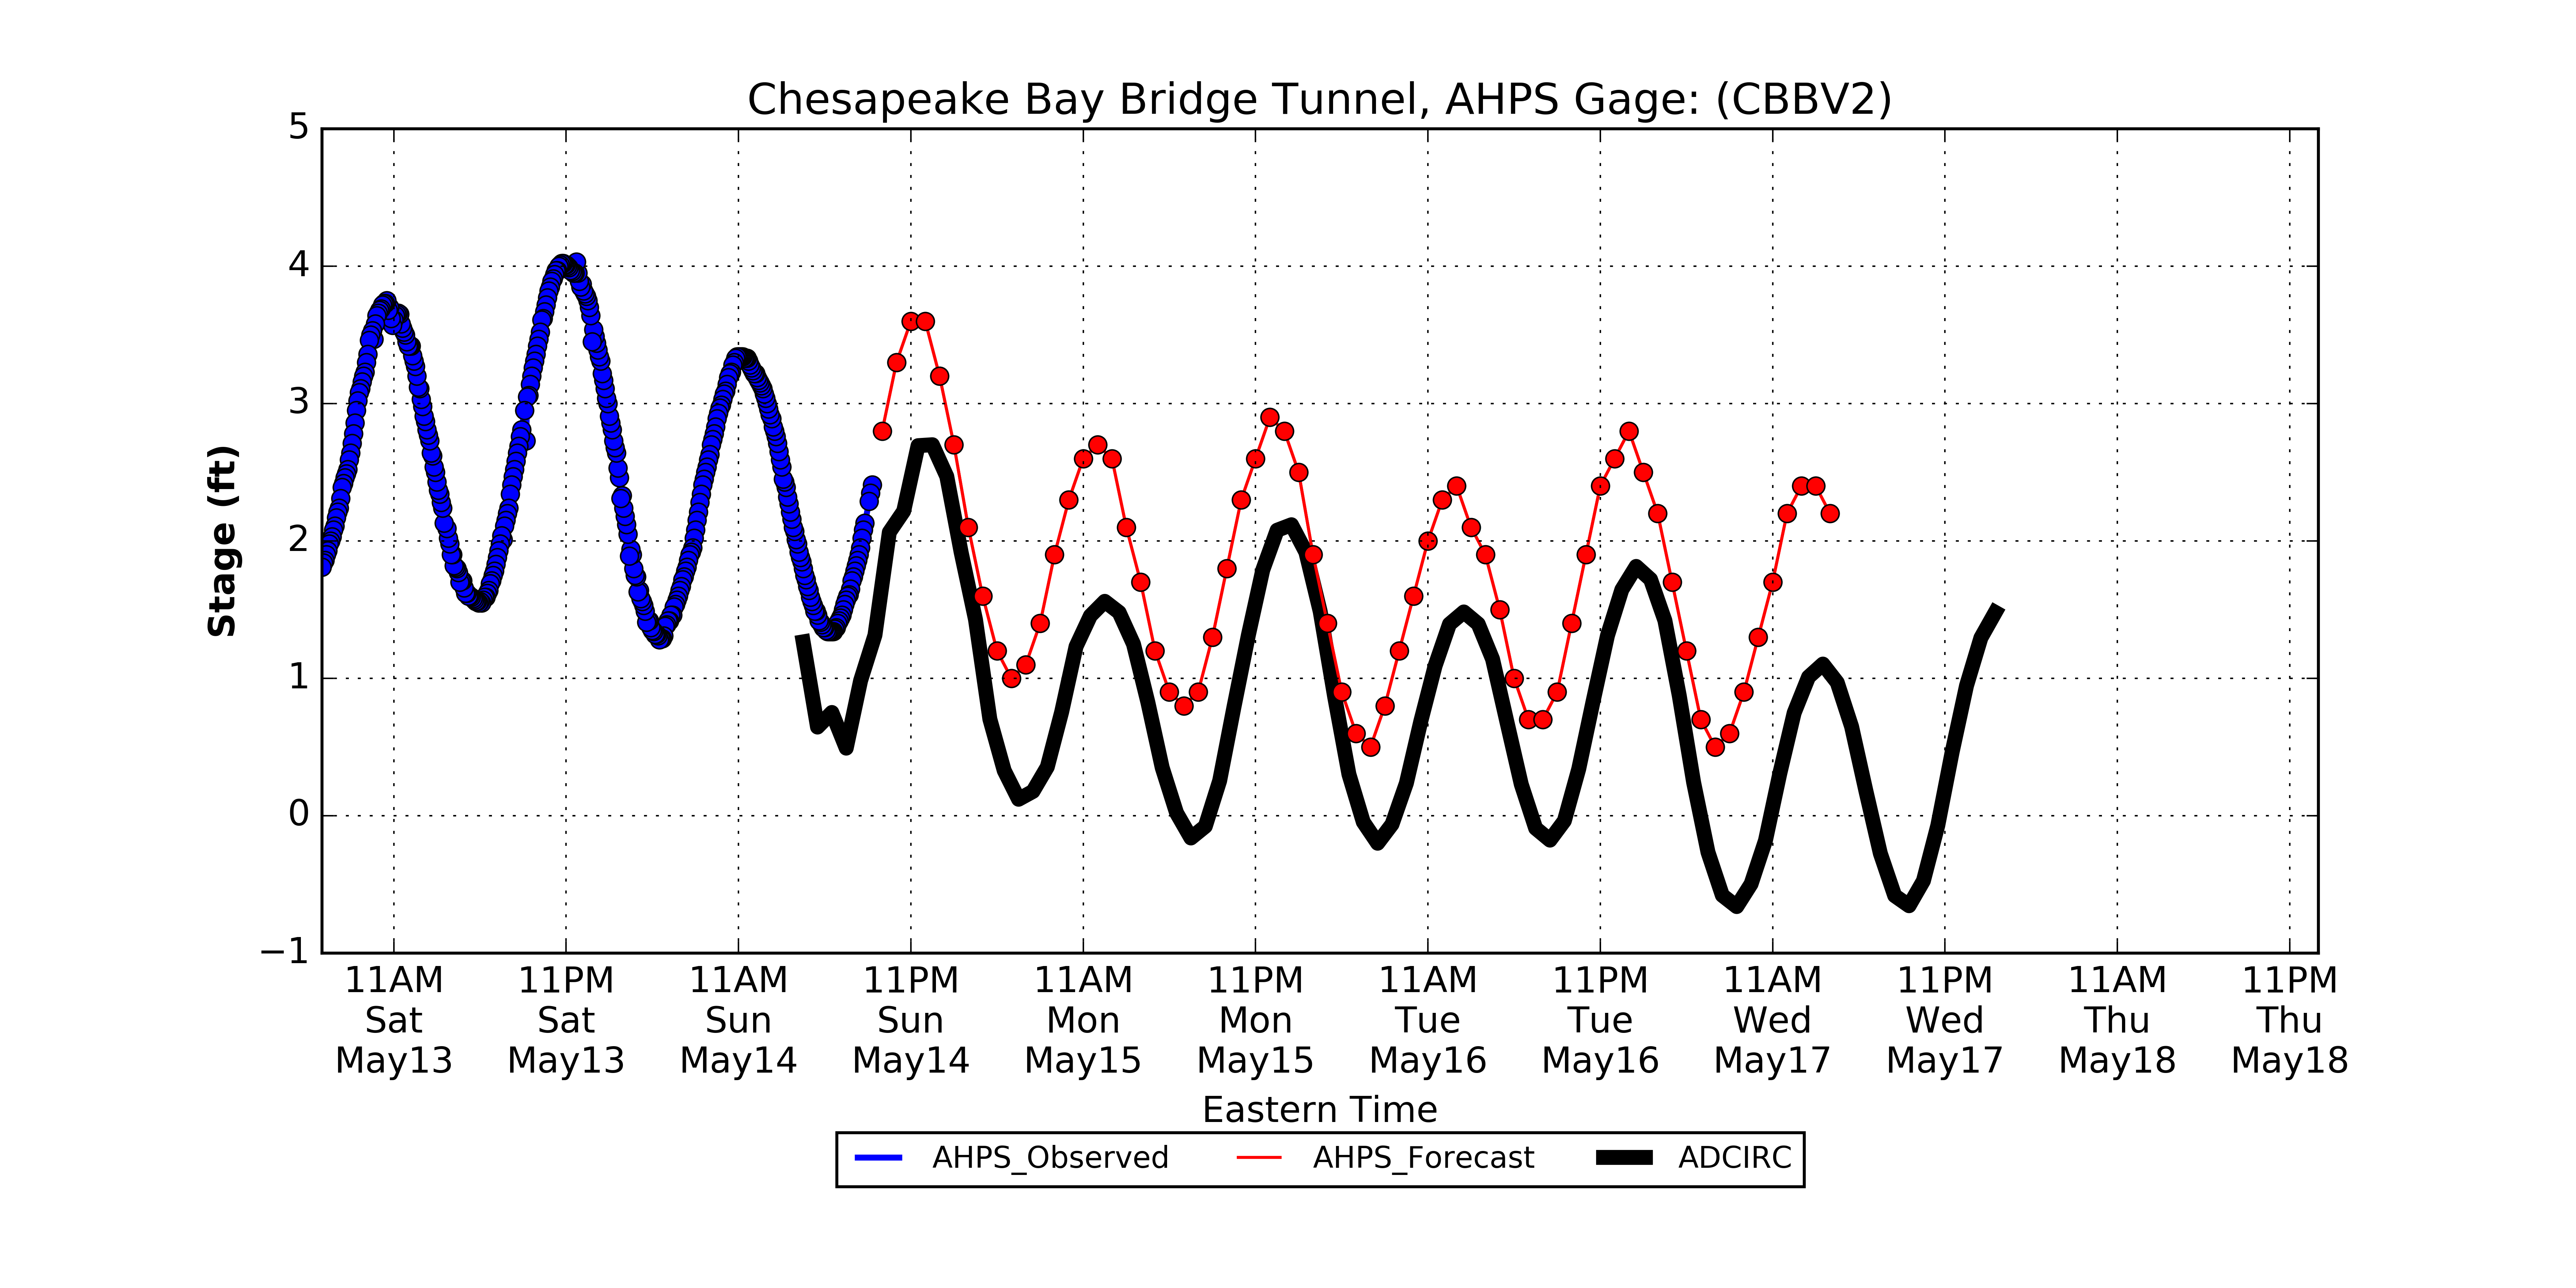 Chesapeake Bay Bridge Tunnel, AHPS Gage: (CBBV2)
5
4
3
2
1
0
−1
Stage (ft)
11AM 11PM 11AM 11PM 11AM 11PM 11AM 11PM 11AM 11PM 11AM 11PM
Sat Sat Sun Sun Mon Mon Tue Tue Wed Wed Thu Thu
May13 May13 May14 May14 May15 May15 May16 May16 May17 May17 May18 May18
Eastern Time
AHPS_Observed AHPS_Forecast ADCIRC